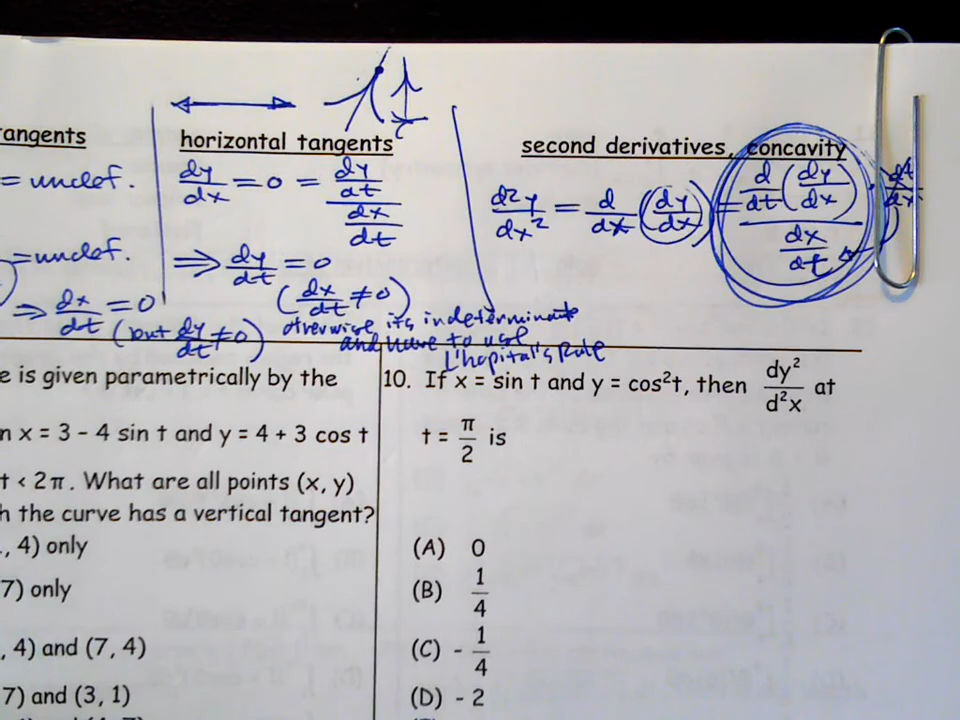 tangents
= undef.
= undef.
⇒ dx/dt = 0
(but dy/dt ≠ 0)
horizontal tangents
dy/dx = 0 = (dy/dt)/(dx/dt)
⇒ dy/dt = 0
(dx/dt ≠ 0)
otherwise its indeterminate
and have to use
L'hopital's Rule
second derivatives, concavity
d²y/dx² = d/dx (dy/dx) = (d/dt (dy/dx))/(dx/dt) · dt/dx
e is given parametrically by the
n x = 3 - 4 sin t and y = 4 + 3 cos t
t < 2π. What are all points (x, y)
h the curve has a vertical tangent?
, 4) only
7) only
, 4) and (7, 4)
7) and (3, 1)
10. If x = sin t and y = cos²t, then dy²/d²x at
t = π/2 is
(A) 0
(B) 1/4
(C) - 1/4
(D) - 2